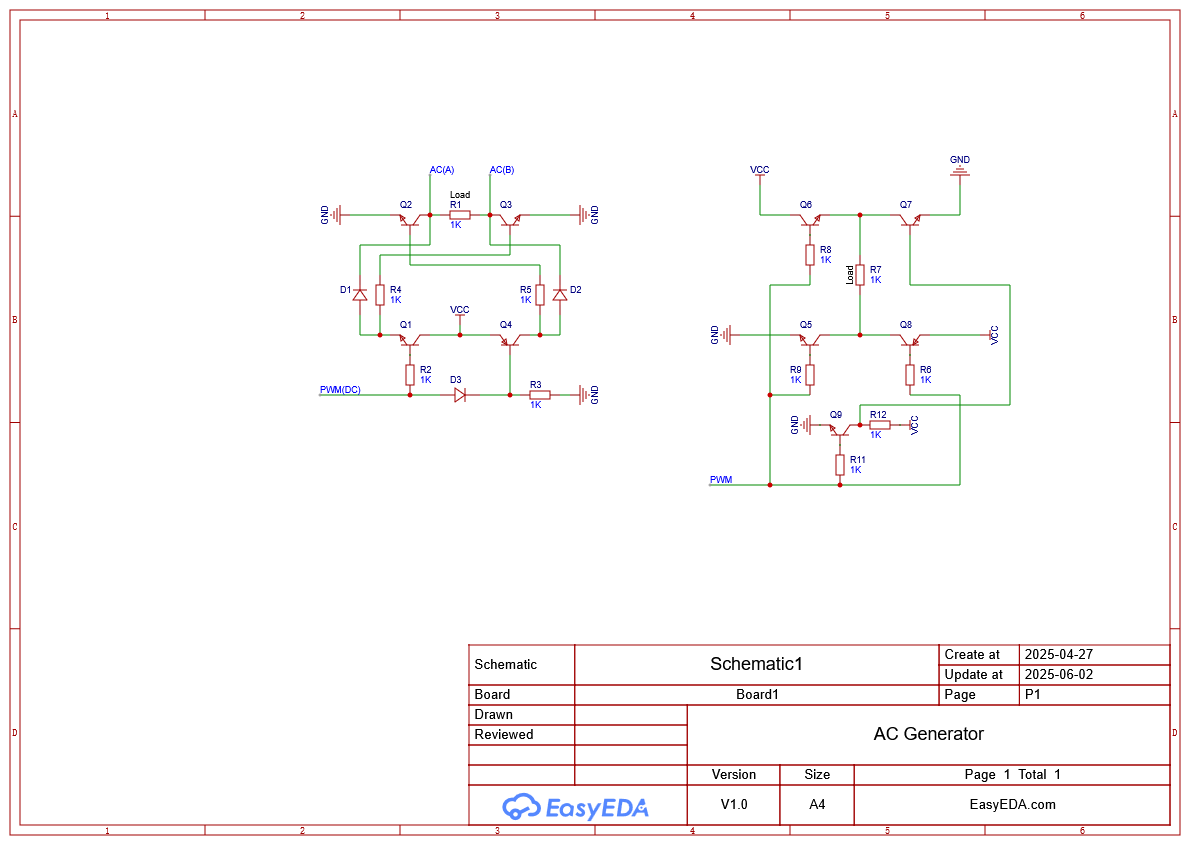 1 2 3 4 5 6
A A
B B
C C
D D
AC(A) AC(B)
Load
GND Q2 R1 Q3 GND
1K
D1 R4 R5 D2
1K 1K
VCC
Q1 Q4
R2
1K
PWM(DC) D3 R3 GND
1K
VCC GND
Q6 Q7
R8
1K
Load R7
1K
GND Q5 Q8 VCC
R9 R6
1K 1K
GND Q9 R12 VCC
1K
R11
1K
PWM
Schematic Schematic1 Create at 2025-04-27
Update at 2025-06-02
Board Board1 Page P1
Drawn
Reviewed
AC Generator
Version Size Page 1 Total 1
EasyEDA V1.0 A4 EasyEDA.com
1 2 3 4 5 6